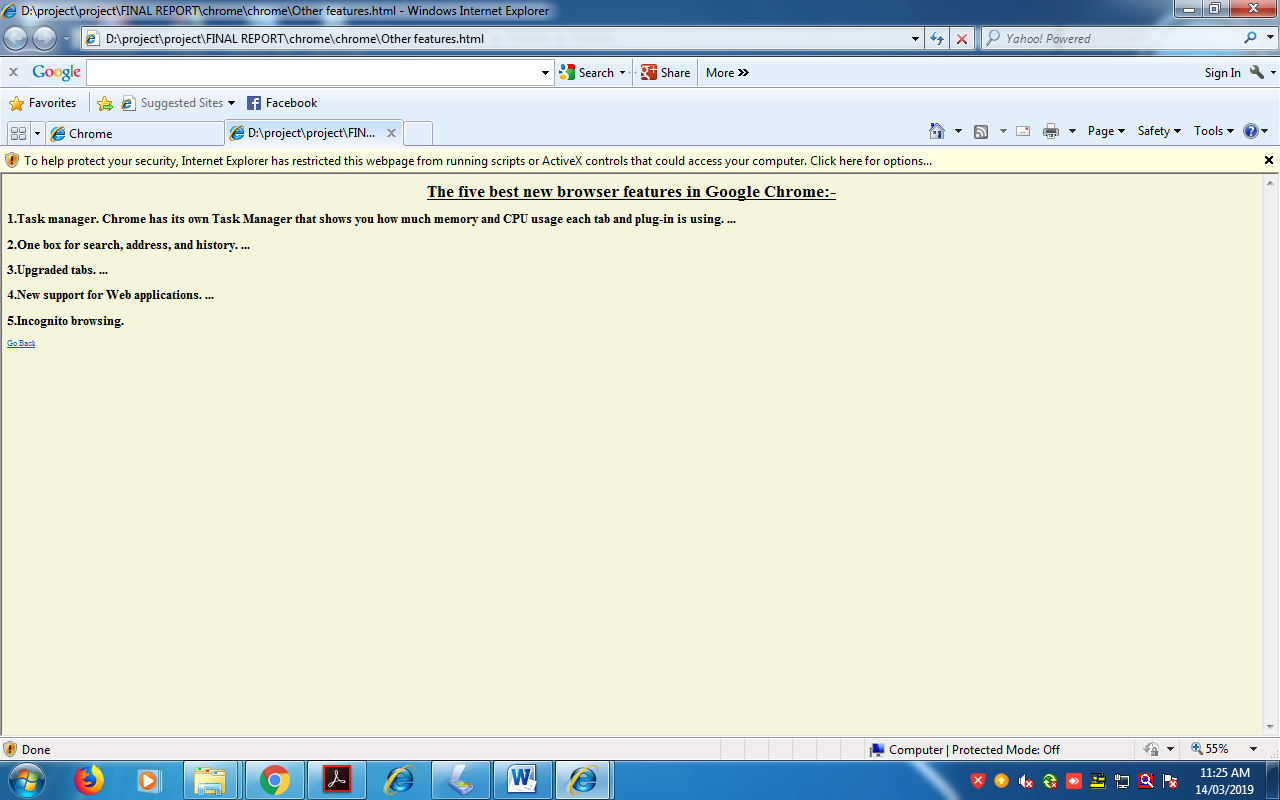 D:\project\project\FINAL REPORT\chrome\chrome\Other features.html - Windows Internet Explorer
D:\project\project\FINAL REPORT\chrome\chrome\Other features.html
Yahoo! Powered
Google
Search
Share
More
Sign In
Favorites
Suggested Sites
Facebook
Chrome
D:\project\project\FIN...
Page
Safety
Tools
To help protect your security, Internet Explorer has restricted this webpage from running scripts or ActiveX controls that could access your computer. Click here for options...
The five best new browser features in Google Chrome:-
1.Task manager. Chrome has its own Task Manager that shows you how much memory and CPU usage each tab and plug-in is using. ...
2.One box for search, address, and history. ...
3.Upgraded tabs. ...
4.New support for Web applications. ...
5.Incognito browsing.
Go Back
Done
Computer | Protected Mode: Off
55%
11:25 AM
14/03/2019